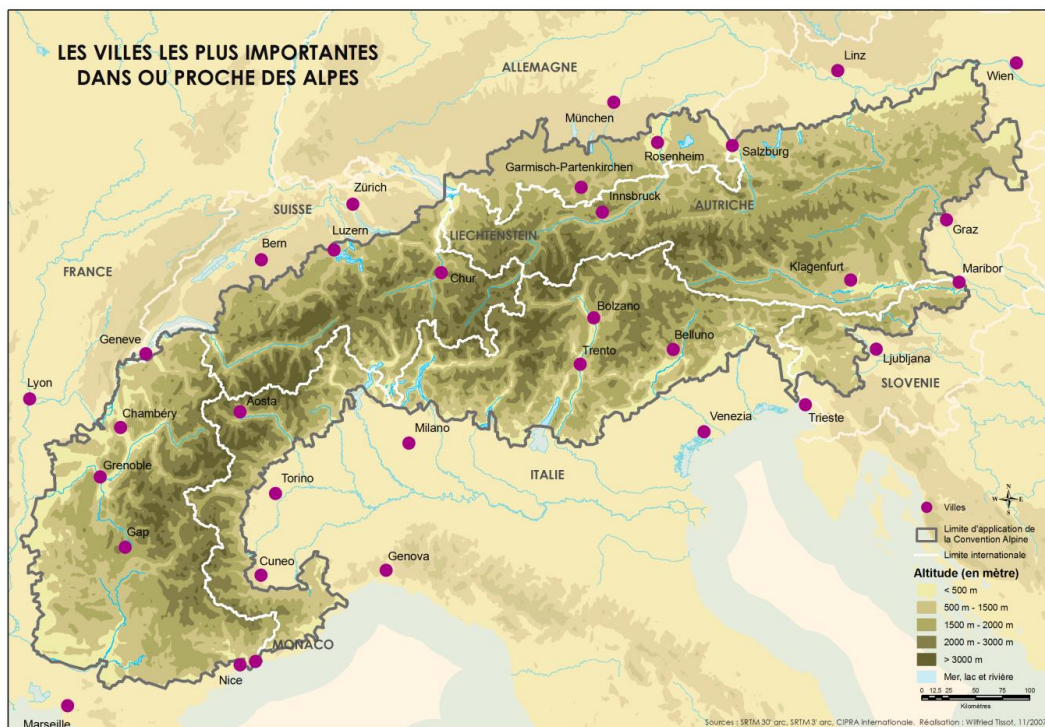 LES VILLES LES PLUS IMPORTANTES
DANS OU PROCHE DES ALPES
ALLEMAGNE
Linz
Wien
München
Rosenheim
Salzburg
Garmisch-Partenkirchen
Innsbruck
AUTRICHE
Zürich
SUISSE
Luzern
LIECHTENSTEIN
Bern
Chur
Graz
Klagenfurt
Maribor
FRANCE
Bolzano
Belluno
Trento
Geneve
Ljubljana
SLOVENIE
Lyon
Aosta
Chambéry
Milano
Venezia
Trieste
Grenoble
Torino
ITALIE
Gap
Cuneo
Genova
MONACO
Nice
Marseille
N
W E
S
Villes
Limite d'application de
la Convention Alpine
Limite internationale
Altitude (en mètre)
< 500 m
500 m - 1500 m
1500 m - 2000 m
2000 m - 3000 m
> 3000 m
Mer, lac et rivière
0 12,5 25 50 75 100
Kilomètres
Sources : SRTM 30' arc, SRTM 3' arc, CIPRA internationale. Réalisation : Wilfried Tissot, 11/2007